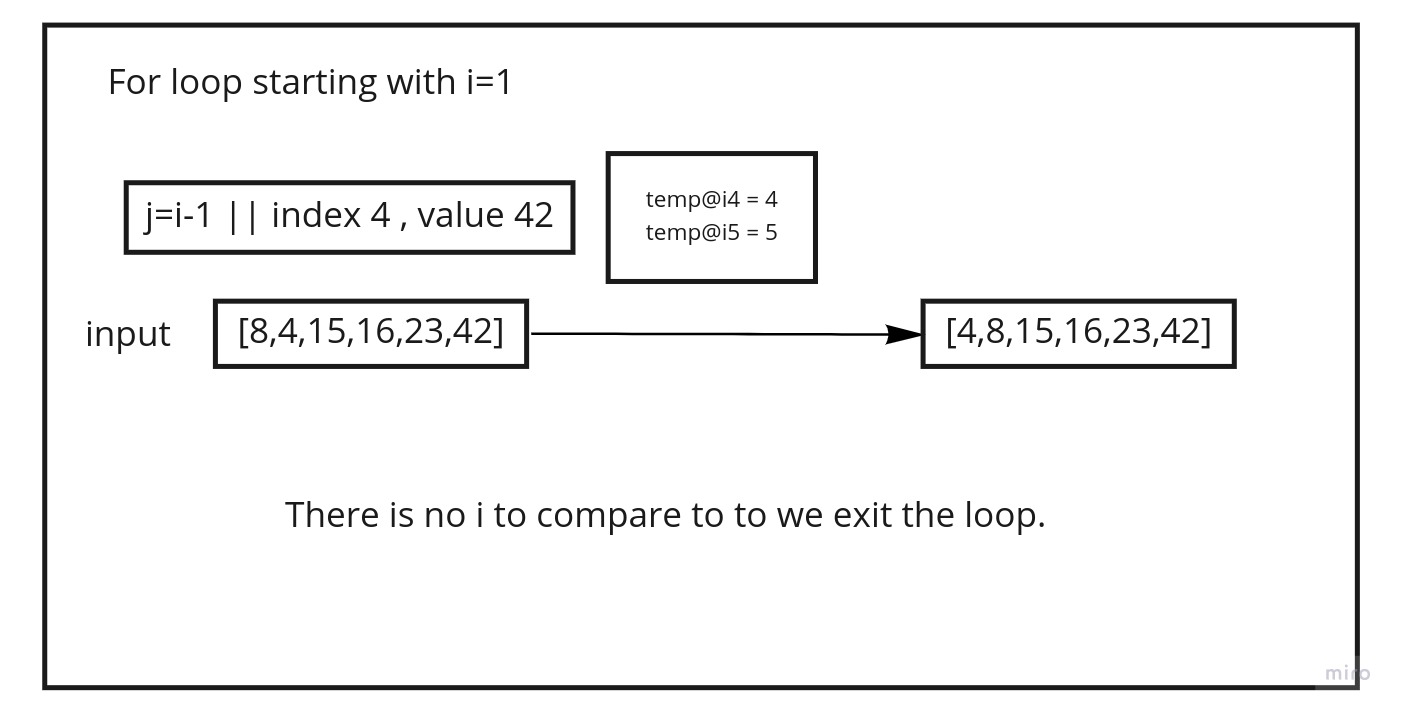 For loop starting with i=1
j=i-1 || index 4 , value 42
temp@i4 = 4
temp@i5 = 5
input
[8,4,15,16,23,42]
[4,8,15,16,23,42]
There is no i to compare to to we exit the loop.
miro